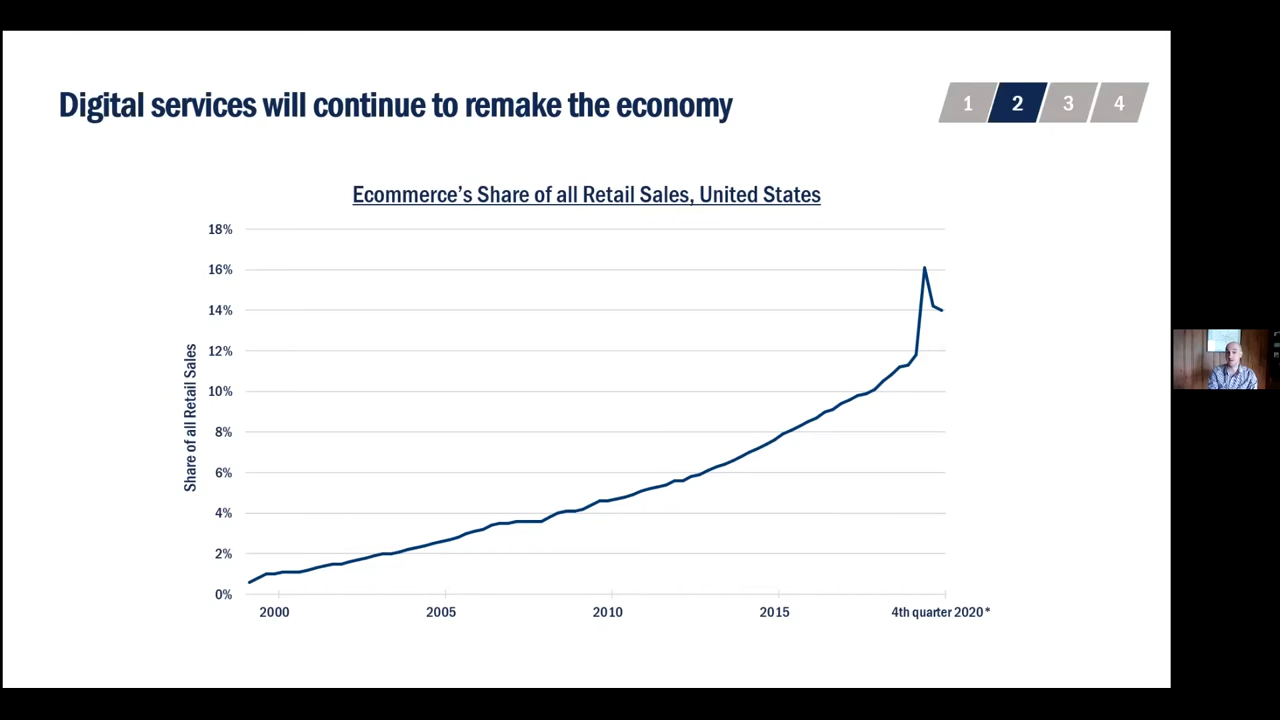 Digital services will continue to remake the economy
1 2 3 4
Ecommerce's Share of all Retail Sales, United States
18%
16%
14%
12%
10%
8%
6%
4%
2%
0%
Share of all Retail Sales
2000 2005 2010 2015 4th quarter 2020*